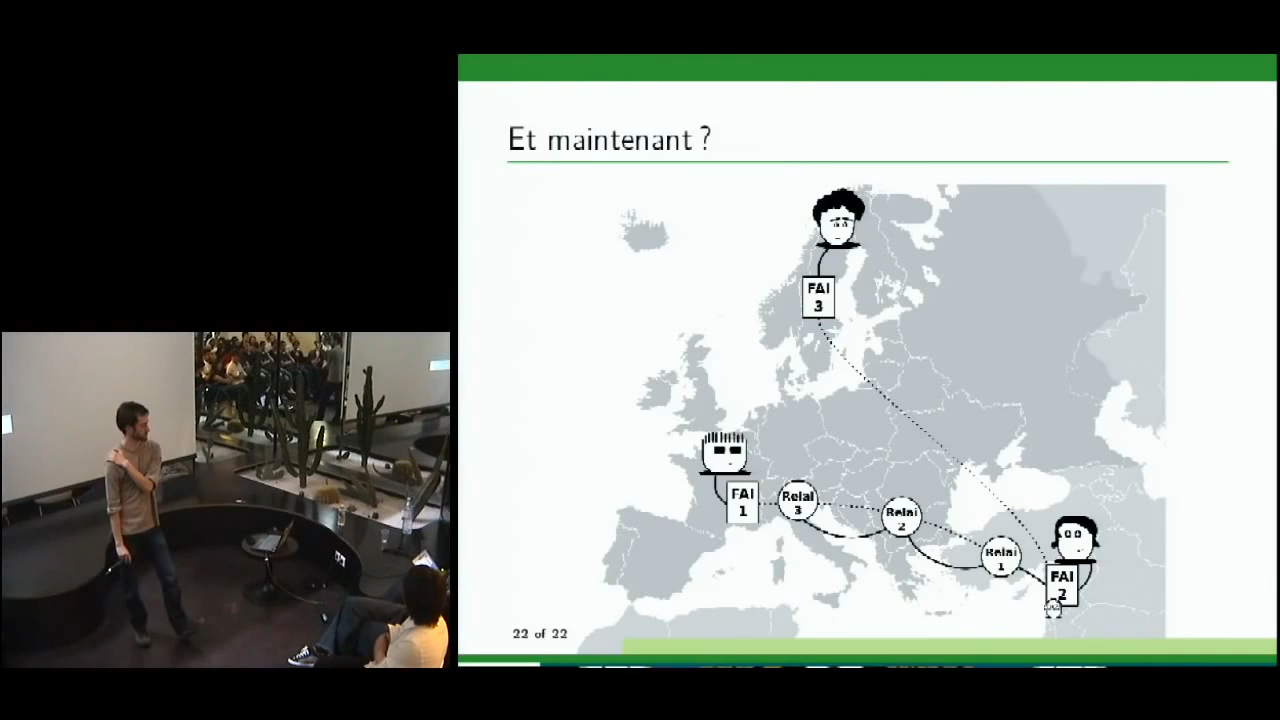 Et maintenant ?
FAI
3
FAI
1
Relai
3
Relai
2
Relai
1
FAI
2
22 of 22